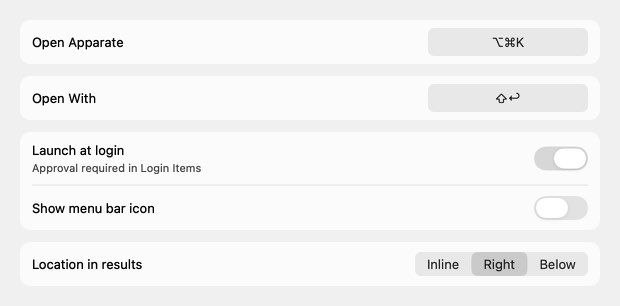 Open Apparate
⌥⌘K
Open With
⇧↩
Launch at login
Approval required in Login Items
Show menu bar icon
Location in results
Inline Right Below